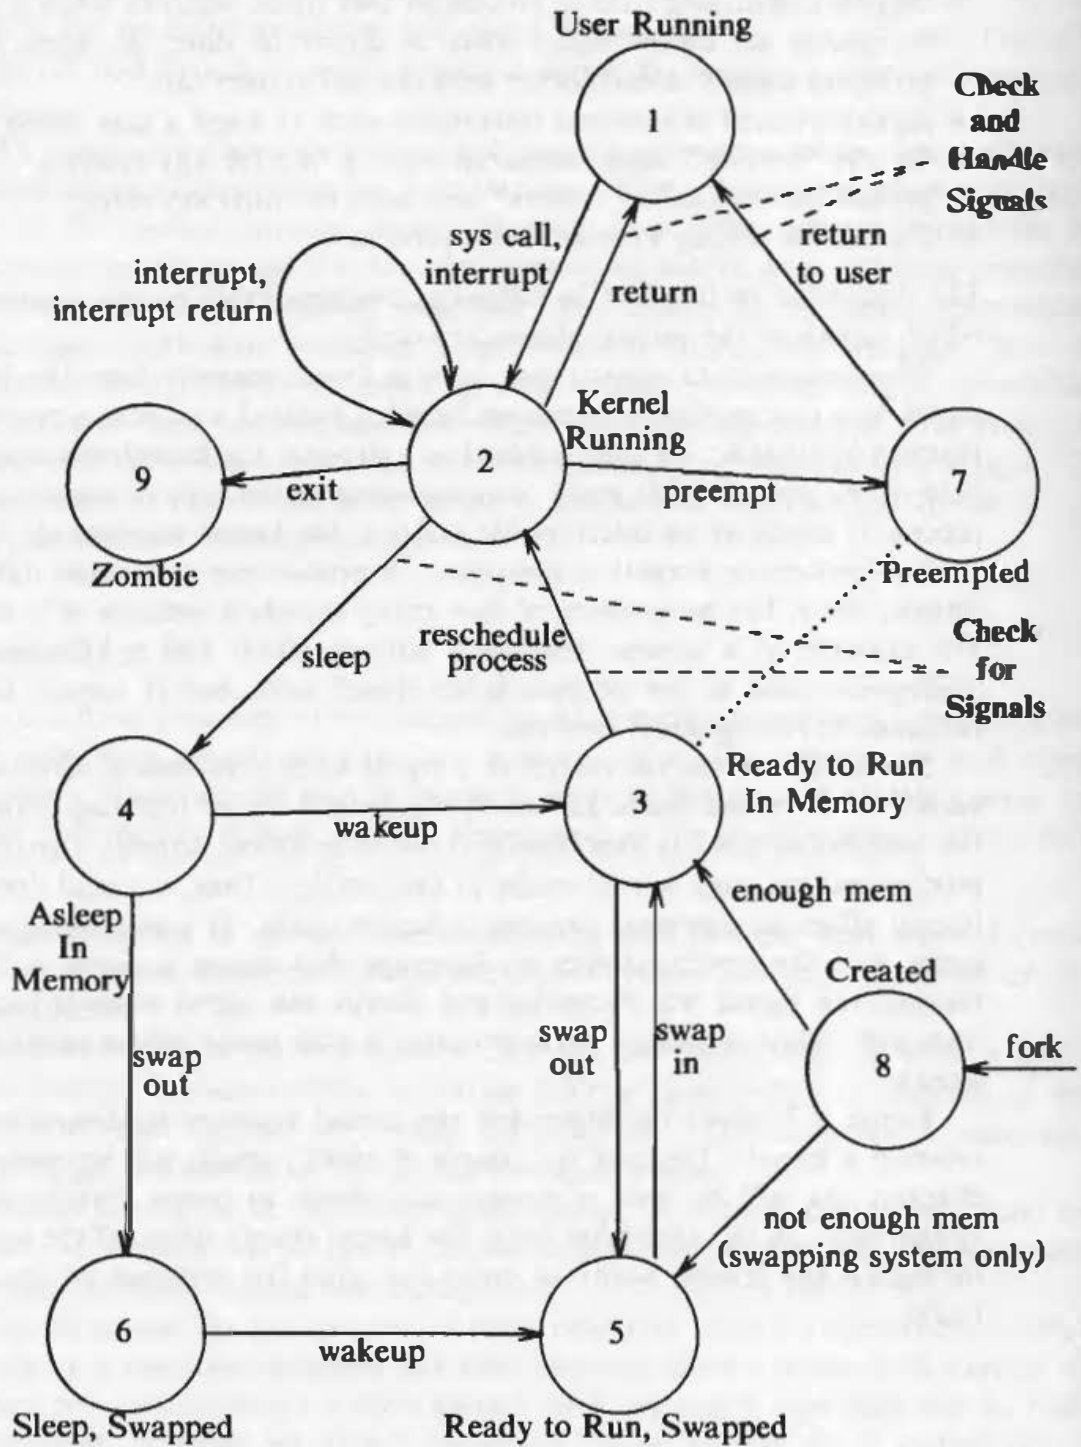 User Running
1
Check
and
Handle
Signals
sys call,
interrupt
return
return
to user
interrupt,
interrupt return
Kernel
Running
9
2
7
exit
preempt
Zombie
Preempted
sleep
reschedule
process
Check
for
Signals
4
3
Ready to Run
In Memory
wakeup
enough mem
Asleep
In
Memory
Created
swap
out
swap
out
swap
in
8
fork
not enough mem
(swapping system only)
6
5
wakeup
Sleep, Swapped
Ready to Run, Swapped